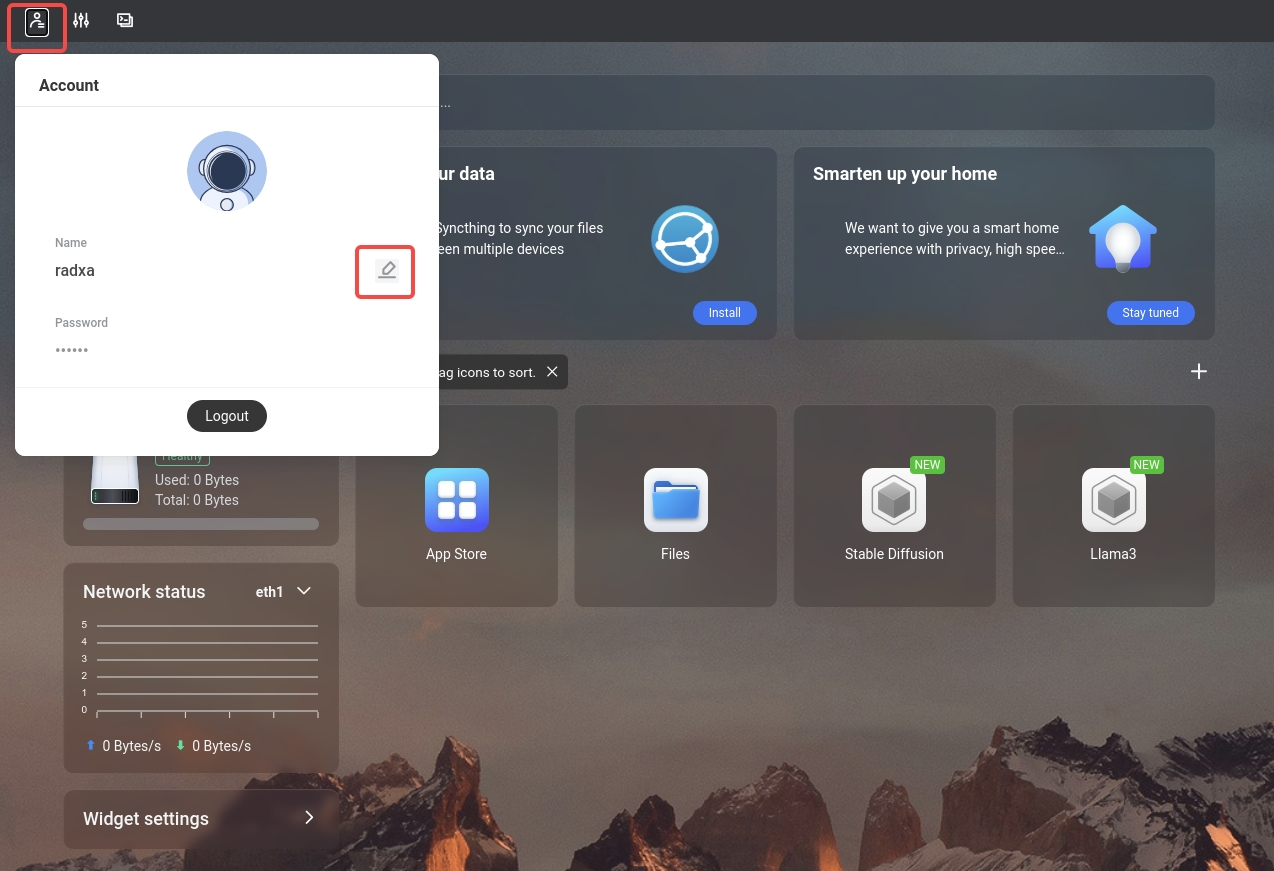 Account
Name
radxa
Password
••••••
Logout
...
ur data
Syncthing to sync your files
een multiple devices
Install
Smarten up your home
We want to give you a smart home
experience with privacy, high spee…
Stay tuned
ag icons to sort.
Healthy
Used: 0 Bytes
Total: 0 Bytes
App Store
Files
NEW
Stable Diffusion
NEW
Llama3
Network status
eth1
5
4
3
2
1
0
0 Bytes/s
0 Bytes/s
Widget settings